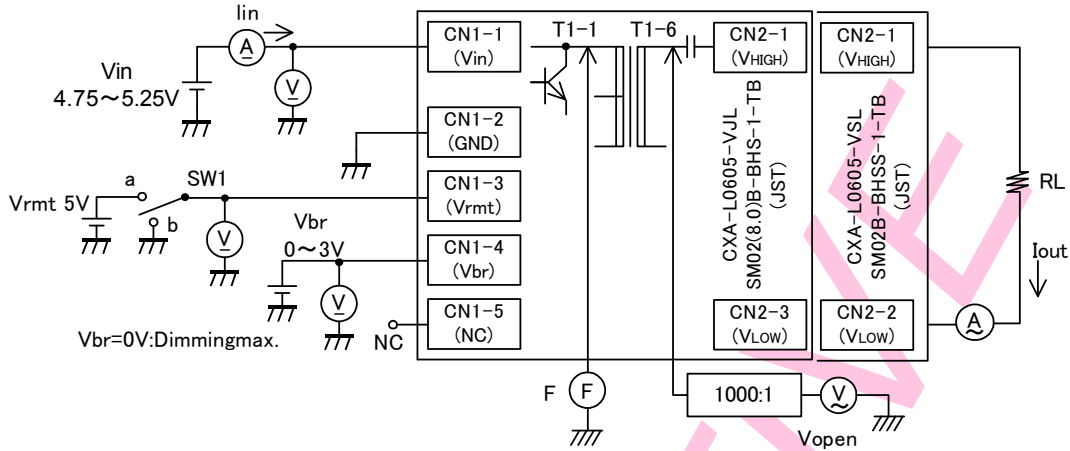 Iin
A
V
Vin
4.75～5.25V
CN1-1
(Vin)
T1-1
T1-6
CN2-1
(VHIGH)
CN2-1
(VHIGH)
CN1-2
(GND)
a
SW1
Vrmt 5V
b
V
CN1-3
(Vrmt)
Vbr
0～3V
V
CN1-4
(Vbr)
CN1-5
(NC)
NC
Vbr=0V:Dimmingmax.
CXA-L0605-VJL
SM02(8.0)B-BHS-1-TB
(JST)
CXA-L0605-VSL
SM02B-BHSS-1-TB
(JST)
RL
Iout
CN2-3
(VLOW)
CN2-2
(VLOW)
A
F
F
1000:1
V
Vopen